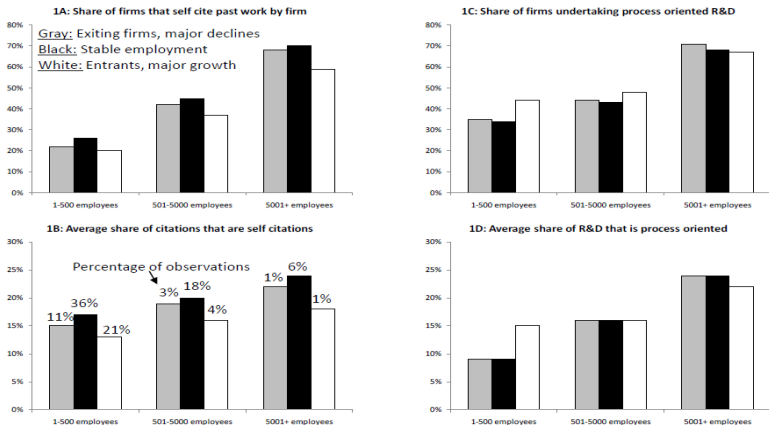 1A: Share of firms that self cite past work by firm
80%
70%
60%
50%
40%
30%
20%
10%
0%
Gray: Exiting firms, major declines
Black: Stable employment
White: Entrants, major growth
1-500 employees
501-5000 employees
5001+ employees
1C: Share of firms undertaking process oriented R&D
80%
70%
60%
50%
40%
30%
20%
10%
0%
1-500 employees
501-5000 employees
5001+ employees
1B: Average share of citations that are self citations
30%
25%
20%
15%
10%
5%
0%
Percentage of observations
11%
36%
21%
3%
18%
4%
1%
6%
1%
1-500 employees
501-5000 employees
5001+ employees
1D: Average share of R&D that is process oriented
30%
25%
20%
15%
10%
5%
0%
1-500 employees
501-5000 employees
5001+ employees